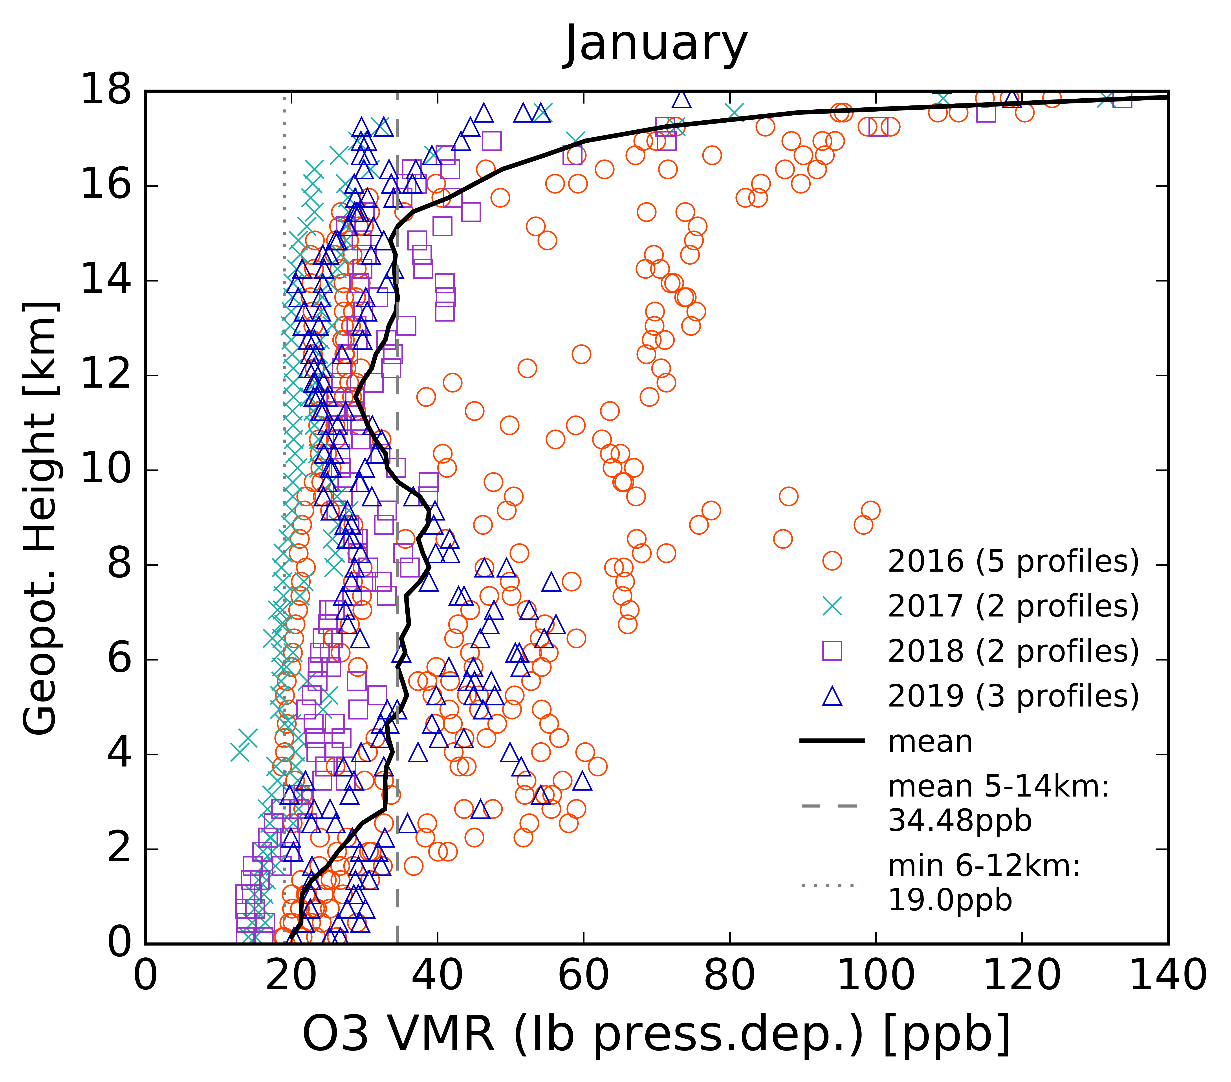 January
18
16
14
12
10
8
6
4
2
0
Geopot. Height [km]
2016 (5 profiles)
2017 (2 profiles)
2018 (2 profiles)
2019 (3 profiles)
mean
mean 5-14km:
34.48ppb
min 6-12km:
19.0ppb
0 20 40 60 80 100 120 140
O3 VMR (Ib press.dep.) [ppb]